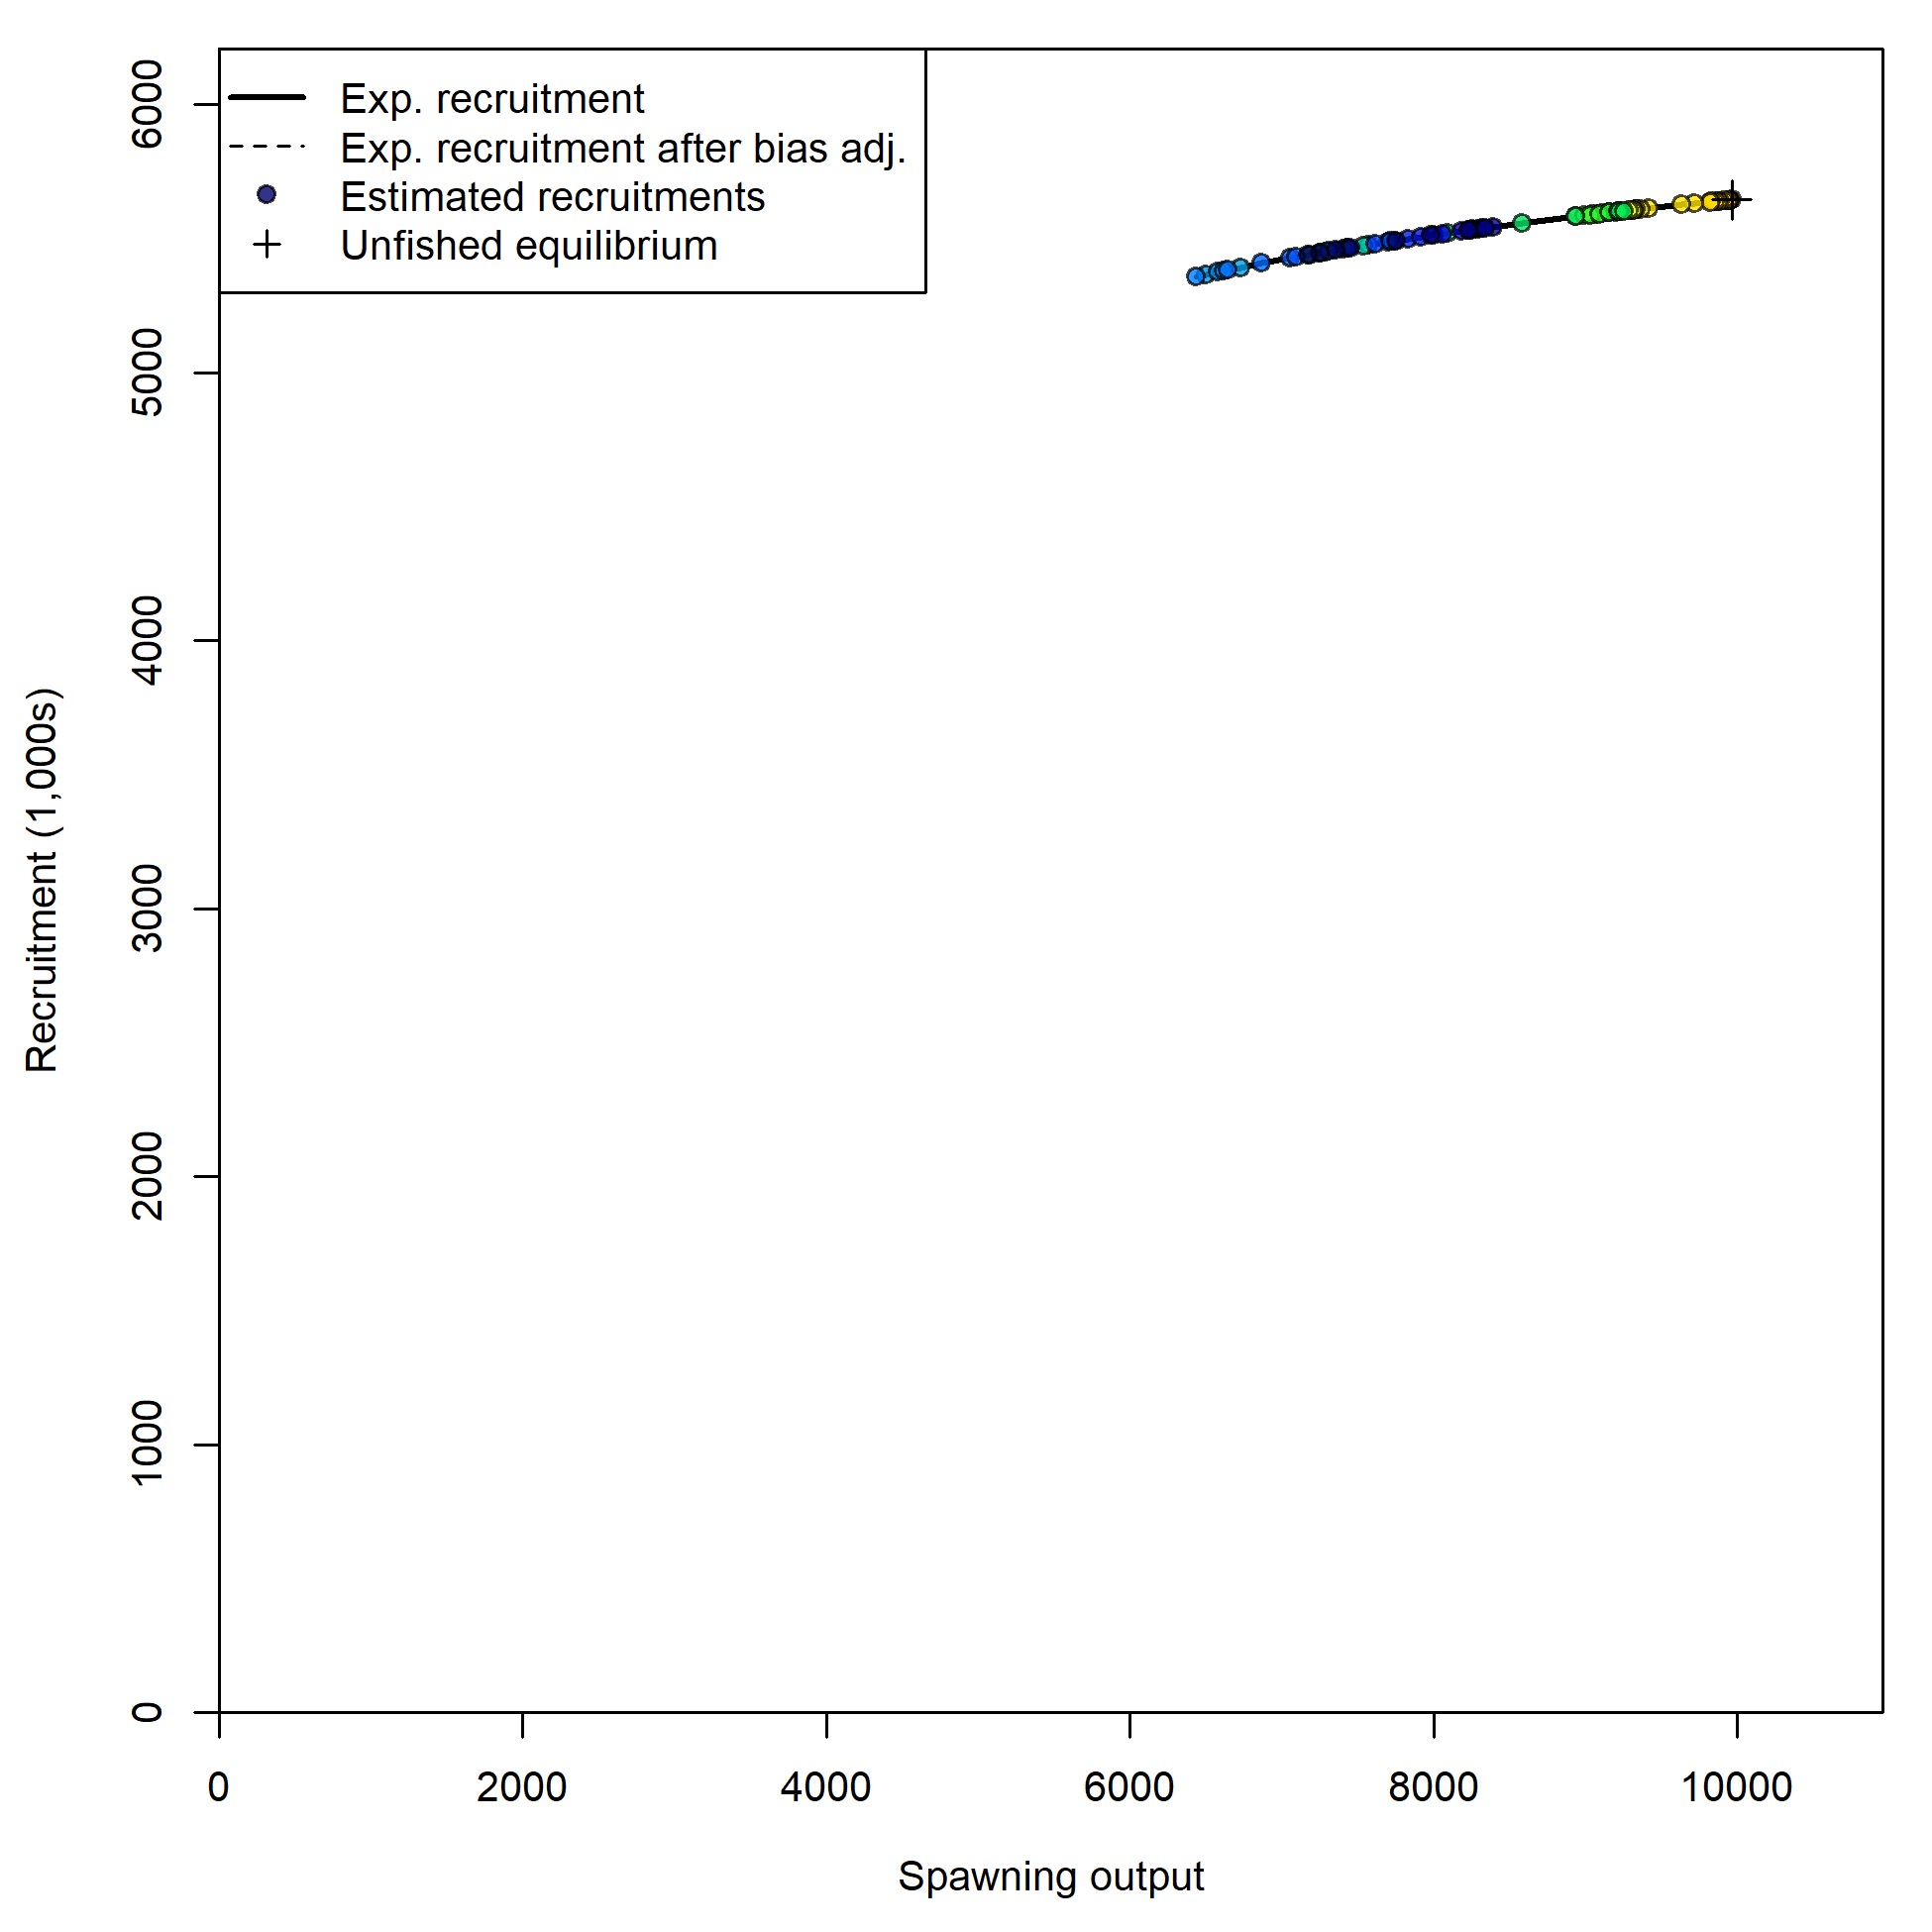 Exp. recruitment
Exp. recruitment after bias adj.
Estimated recruitments
Unfished equilibrium
6000
5000
4000
3000
2000
1000
0
Recruitment (1,000s)
0 2000 4000 6000 8000 10000
Spawning output